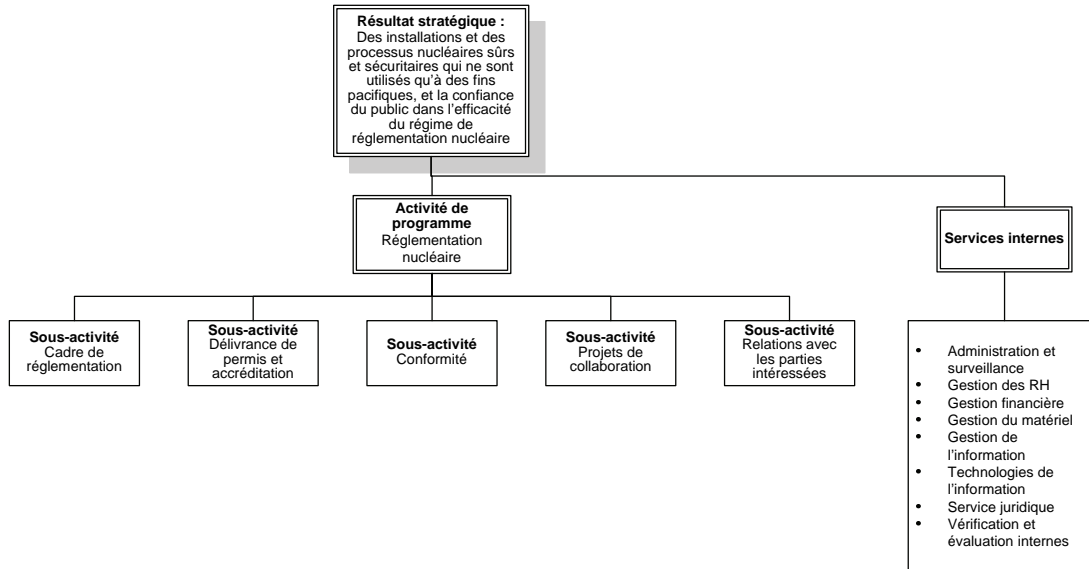 Résultat stratégique :
Des installations et des
processus nucléaires sûrs
et sécuritaires qui ne sont
utilisés qu’à des fins
pacifiques, et la confiance
du public dans l’efficacité
du régime de
réglementation nucléaire
Activité de
programme
Réglementation
nucléaire
Services internes
Sous-activité
Cadre de
réglementation
Sous-activité
Délivrance de
permis et
accréditation
Sous-activité
Conformité
Sous-activité
Projets de
collaboration
Sous-activité
Relations avec
les parties
intéressées
• Administration et
surveillance
• Gestion des RH
• Gestion financière
• Gestion du matériel
• Gestion de
l’information
• Technologies de
l’information
• Service juridique
• Vérification et
évaluation internes